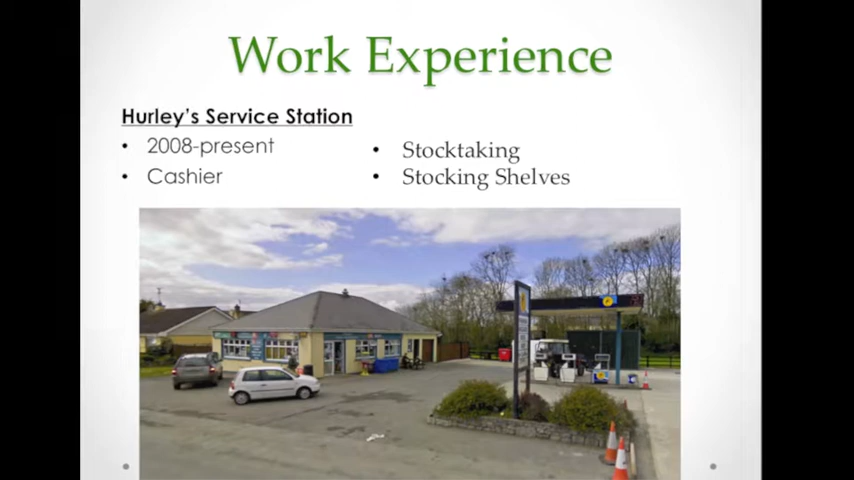 Work Experience
Hurley's Service Station
• 2008-present
• Cashier
• Stocktaking
• Stocking Shelves